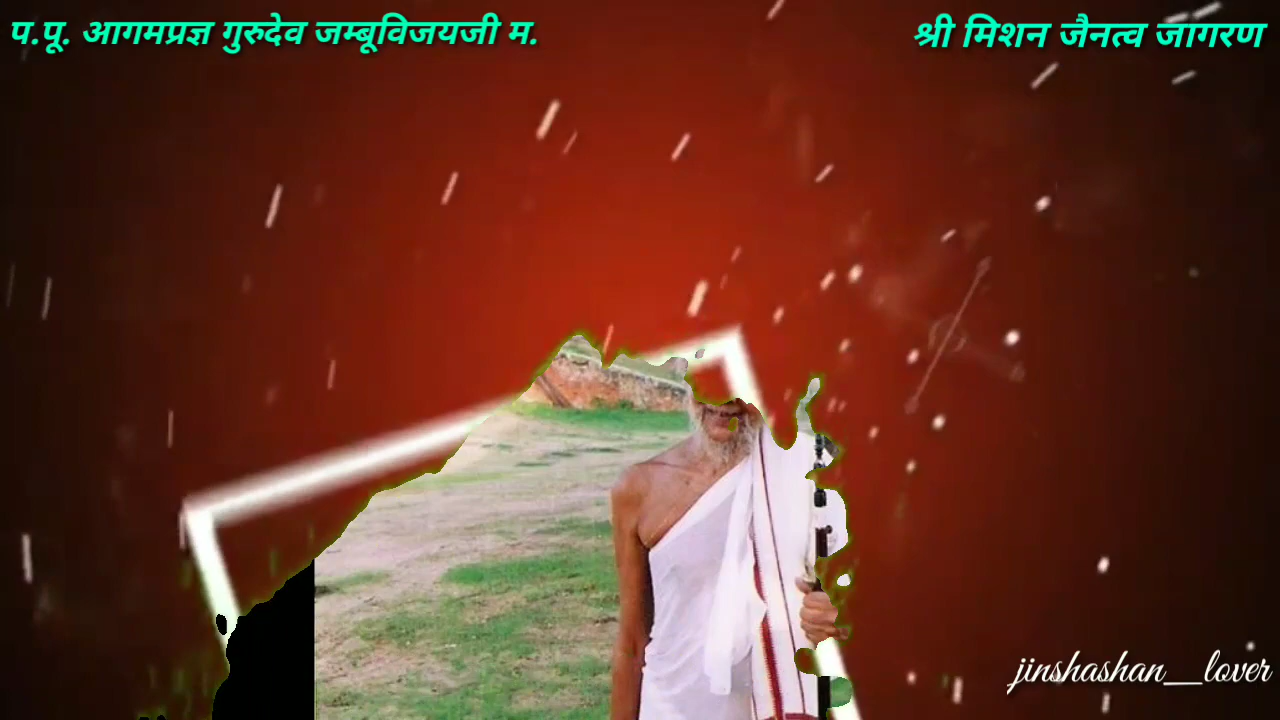 प.पू. आगमप्रज्ञ गुरुदेव जम्बूविजयजी म.
श्री मिशन जैनत्व जागरण
jinshashan__lover